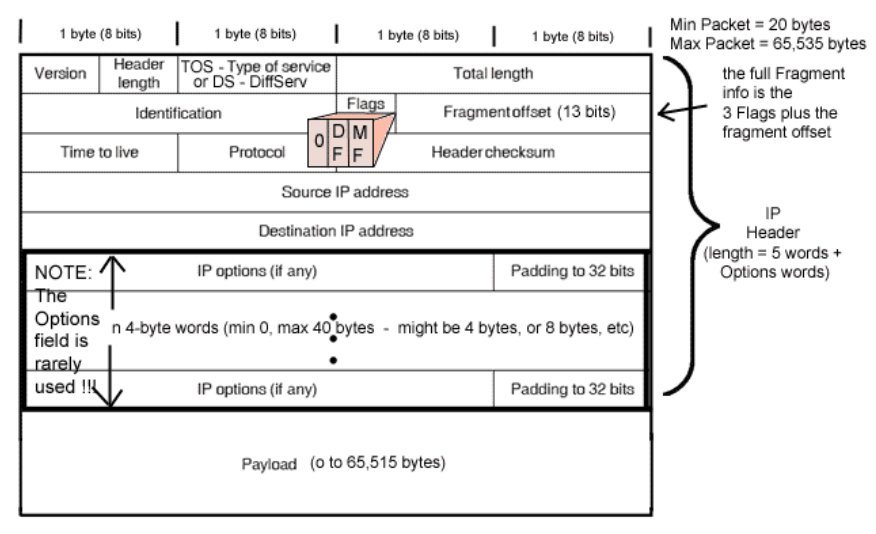 1 byte (8 bits) 1 byte (8 bits) 1 byte (8 bits) 1 byte (8 bits)
Min Packet = 20 bytes
Max Packet = 65,535 bytes
Version
Header
length
TOS - Type of service
or DS - DiffServ
Total length
the full Fragment
info is the
3 Flags plus the
fragment offset
Identification
Flags
Fragment offset (13 bits)
0 D M
F F
Time to live
Protocol
Header checksum
Source IP address
Destination IP address
IP
Header
(length = 5 words +
Options words)
NOTE:
The
Options
field is
rarely
used !!!
IP options (if any)
Padding to 32 bits
n 4-byte words (min 0, max 40 bytes - might be 4 bytes, or 8 bytes, etc)
IP options (if any)
Padding to 32 bits
Payload (o to 65,515 bytes)